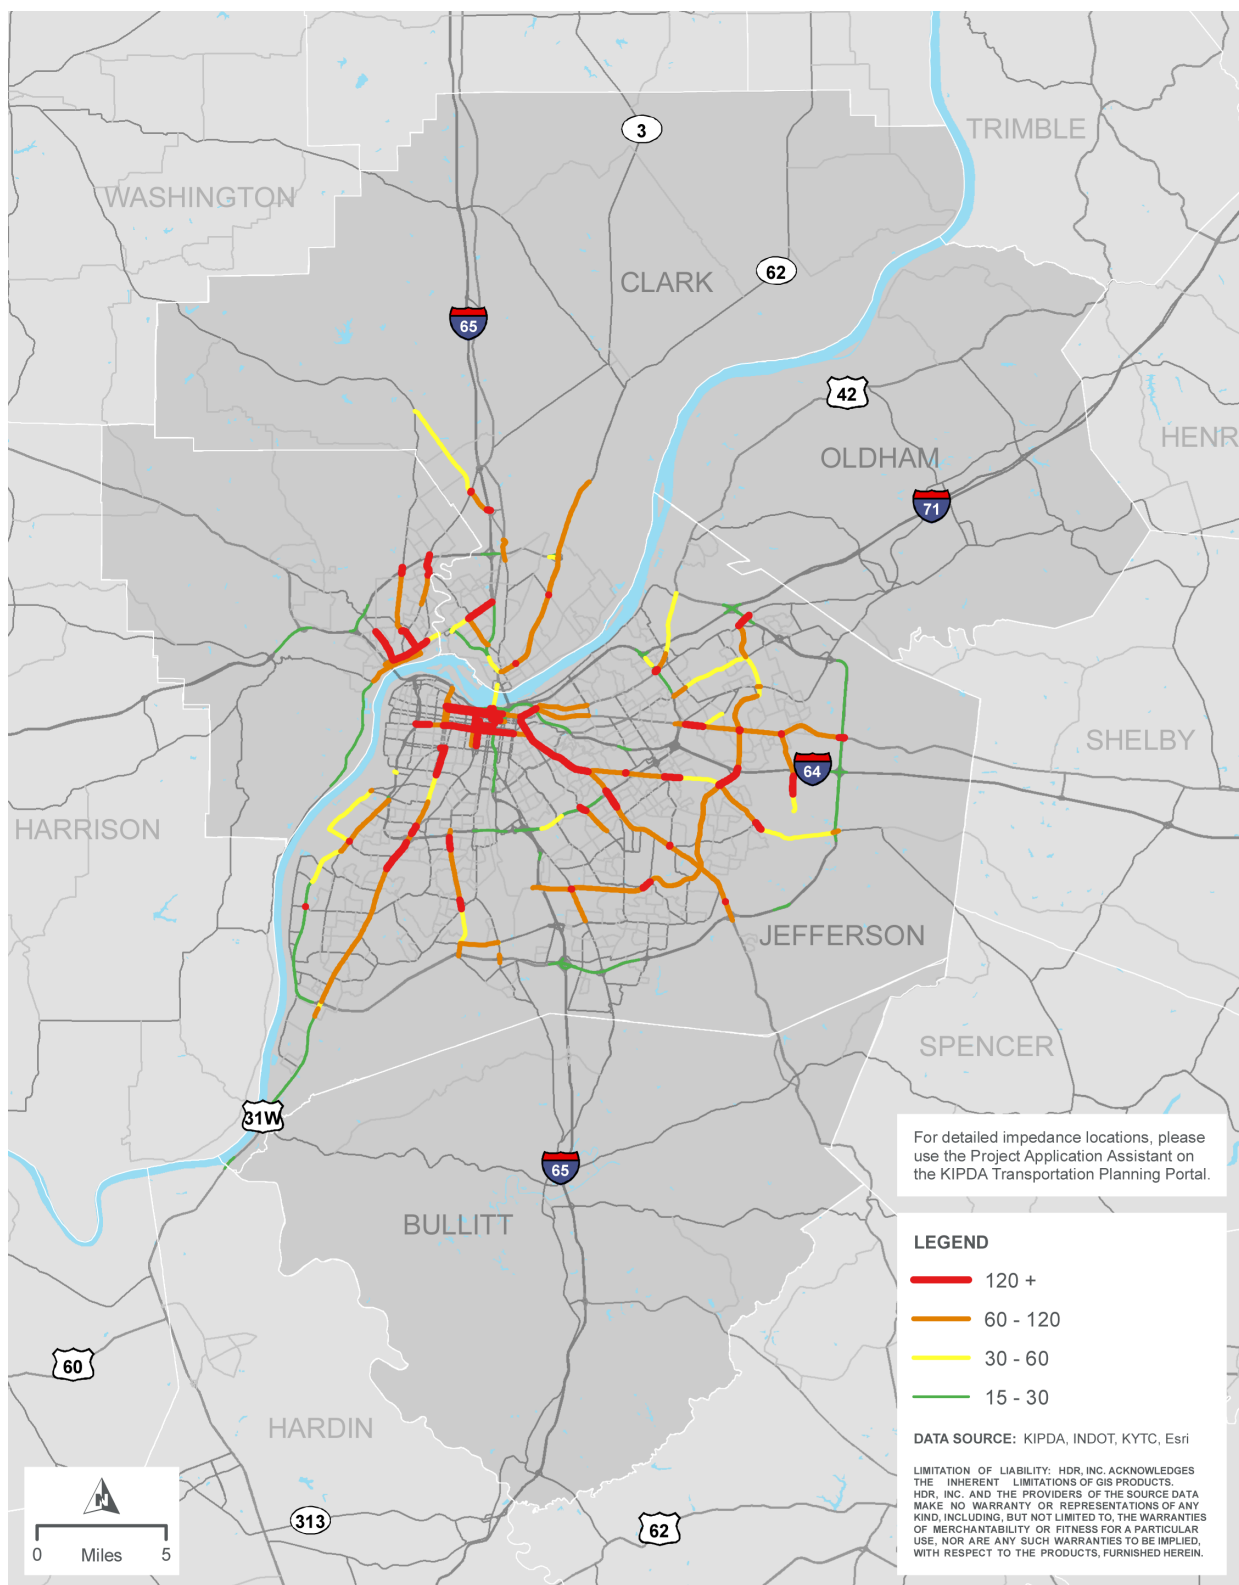 3
TRIMBLE
WASHINGTON
62
CLARK
65
42
HENR
OLDHAM
71
SHELBY
64
HARRISON
JEFFERSON
SPENCER
31W
For detailed impedance locations, please
use the Project Application Assistant on
the KIPDA Transportation Planning Portal.
65
BULLITT
LEGEND
120 +
60 - 120
30 - 60
15 - 30
60
HARDIN
DATA SOURCE: KIPDA, INDOT, KYTC, Esri
LIMITATION OF LIABILITY: HDR, INC. ACKNOWLEDGES
THE INHERENT LIMITATIONS OF GIS PRODUCTS.
HDR, INC. AND THE PROVIDERS OF THE SOURCE DATA
MAKE NO WARRANTY OR REPRESENTATIONS OF ANY
KIND, INCLUDING, BUT NOT LIMITED TO, THE WARRANTIES
OF MERCHANTABILITY OR FITNESS FOR A PARTICULAR
USE, NOR ARE ANY SUCH WARRANTIES TO BE IMPLIED,
WITH RESPECT TO THE PRODUCTS, FURNISHED HEREIN.
N
0 Miles 5
313
62